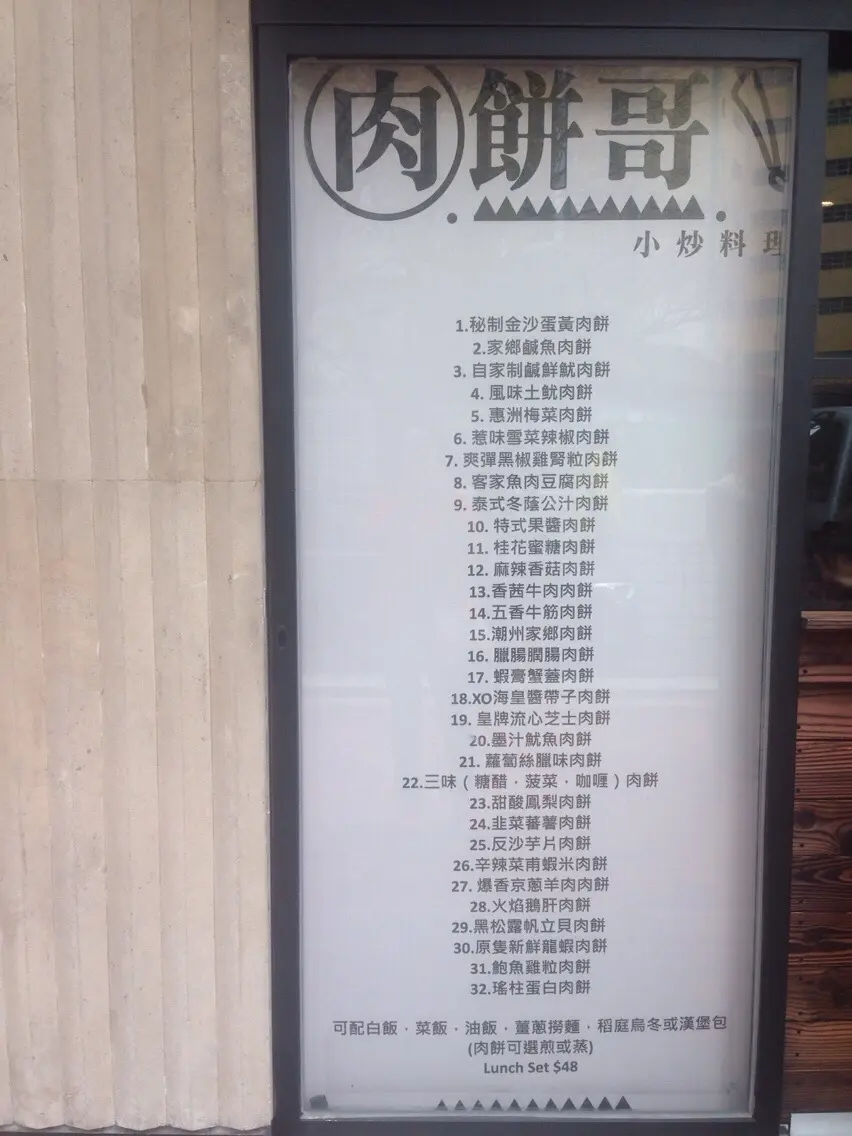 肉餅哥
小炒料理
1.秘制金沙蛋黃肉餅
2.家鄉鹹魚肉餅
3. 自家制鹹鮮魷肉餅
4. 風味土魷肉餅
5. 惠洲梅菜肉餅
6. 惹味雪菜辣椒肉餅
7. 爽彈黑椒雞腎粒肉餅
8. 客家魚肉豆腐肉餅
9. 泰式冬蔭公汁肉餅
10. 特式果醬肉餅
11. 桂花蜜糖肉餅
12. 麻辣香菇肉餅
13.香茜牛肉肉餅
14.五香牛筋肉餅
15.潮州家鄉肉餅
16. 臘腸膶腸肉餅
17. 蝦膏蟹蓋肉餅
18.XO海皇醬帶子肉餅
19. 皇牌流心芝士肉餅
20.墨汁魷魚肉餅
21. 蘿蔔絲臘味肉餅
22.三味（糖醋．菠菜．咖喱）肉餅
23.甜酸鳳梨肉餅
24.韭菜蕃薯肉餅
25.反沙芋片肉餅
26.辛辣菜甫蝦米肉餅
27. 爆香京蔥羊肉肉餅
28.火焰鵝肝肉餅
29.黑松露帆立貝肉餅
30.原隻新鮮龍蝦肉餅
31.鮑魚雞粒肉餅
32.瑤柱蛋白肉餅
可配白飯．菜飯．油飯．薑蔥撈麵．稻庭烏冬或漢堡包
(肉餅可選煎或蒸)
Lunch Set $48